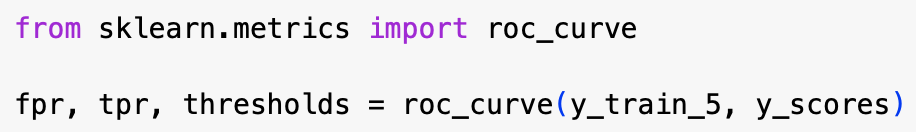 from sklearn.metrics import roc_curve
fpr, tpr, thresholds = roc_curve(y_train_5, y_scores)